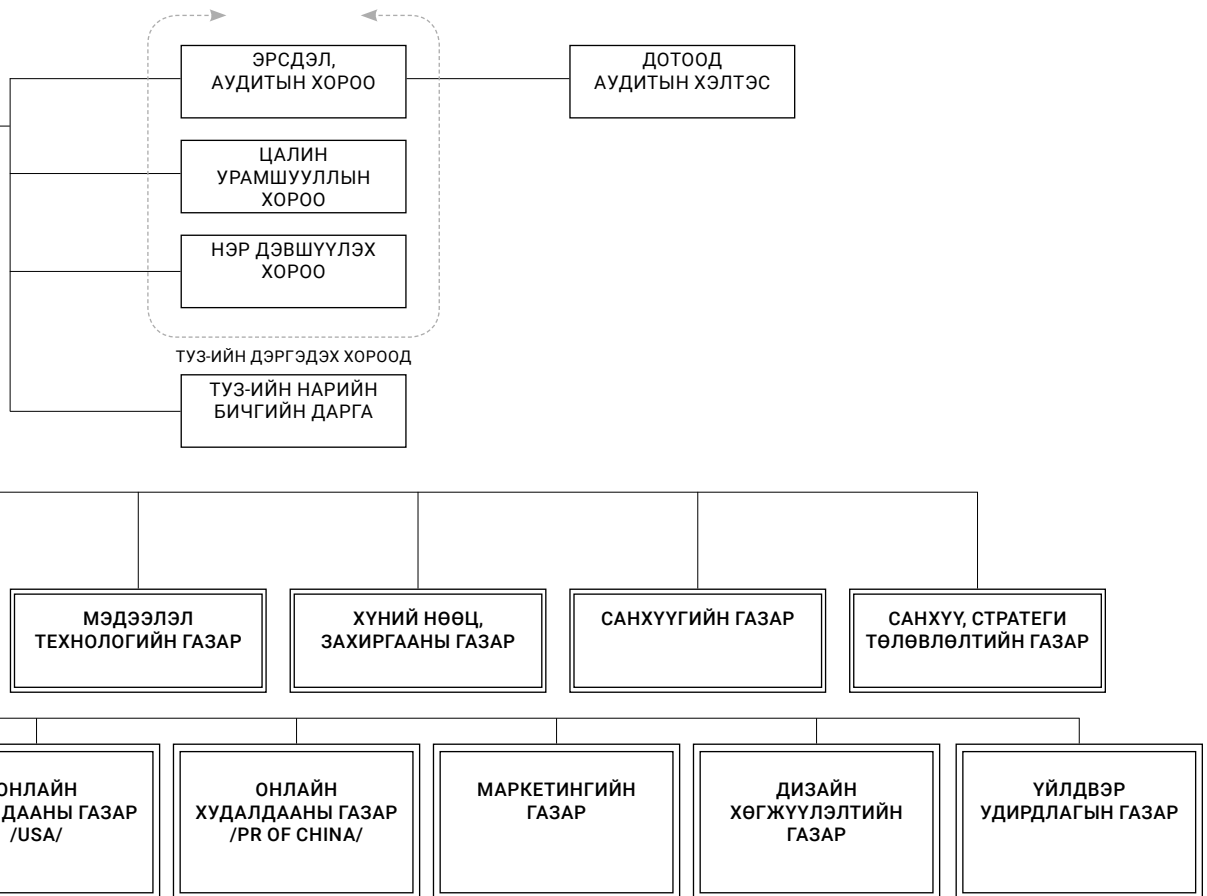 ЭРСДЭЛ,
АУДИТЫН ХОРОО
ДОТООД
АУДИТЫН ХЭЛТЭС
ЦАЛИН
УРАМШУУЛЛЫН
ХОРОО
НЭР ДЭВШҮҮЛЭХ
ХОРОО
ТУЗ-ИЙН ДЭРГЭДЭХ ХОРООД
ТУЗ-ИЙН НАРИЙН
БИЧГИЙН ДАРГА
МЭДЭЭЛЭЛ
ТЕХНОЛОГИЙН ГАЗАР
ХҮНИЙ НӨӨЦ,
ЗАХИРГААНЫ ГАЗАР
САНХҮҮГИЙН ГАЗАР
САНХҮҮ, СТРАТЕГИ
ТӨЛӨВЛӨЛТИЙН ГАЗАР
ОНЛАЙН
ДААНЫ ГАЗАР
/USA/
ОНЛАЙН
ХУДАЛДААНЫ ГАЗАР
/PR OF CHINA/
МАРКЕТИНГИЙН
ГАЗАР
ДИЗАЙН
ХӨГЖҮҮЛЭЛТИЙН
ГАЗАР
ҮЙЛДВЭР
УДИРДЛАГЫН ГАЗАР